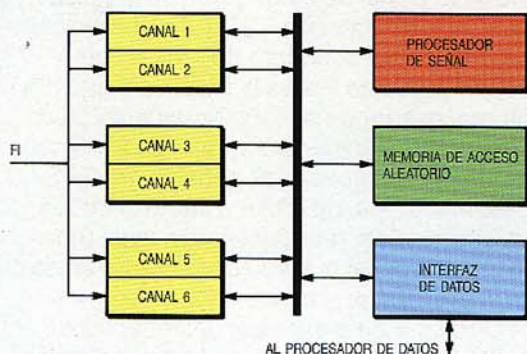 CANAL 1
CANAL 2
CANAL 3
CANAL 4
CANAL 5
CANAL 6
FI
PROCESADOR
DE SEÑAL
MEMORIA DE ACCESO
ALEATORIO
INTERFAZ
DE DATOS
AL PROCESADOR DE DATOS